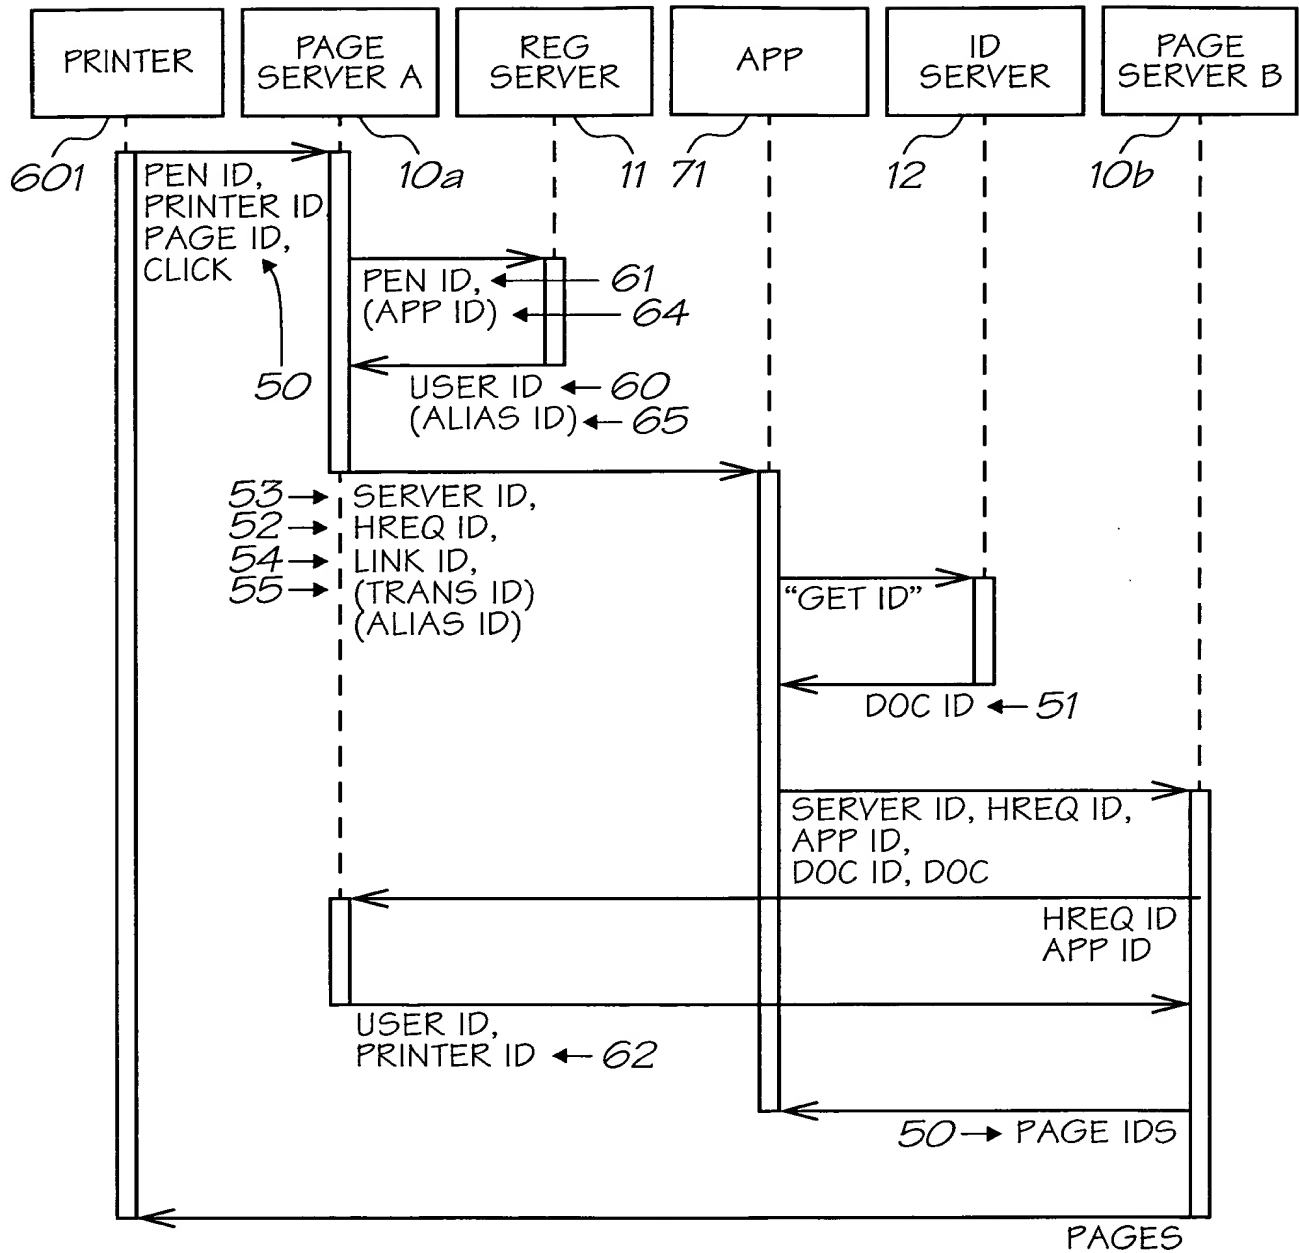 PRINTER
PAGE
SERVER A
REG
SERVER
APP
ID
SERVER
PAGE
SERVER B
601
10a
11
71
12
10b
PEN ID,
PRINTER ID
PAGE ID,
CLICK
50
PEN ID,
61
(APP ID)
64
USER ID
60
(ALIAS ID)
65
53
SERVER ID,
52
HREQ ID,
54
LINK ID,
55
(TRANS ID)
(ALIAS ID)
“GET ID”
DOC ID
51
SERVER ID, HREQ ID,
APP ID,
DOC ID, DOC
HREQ ID
APP ID
USER ID,
PRINTER ID
62
50
PAGE IDS
PAGES